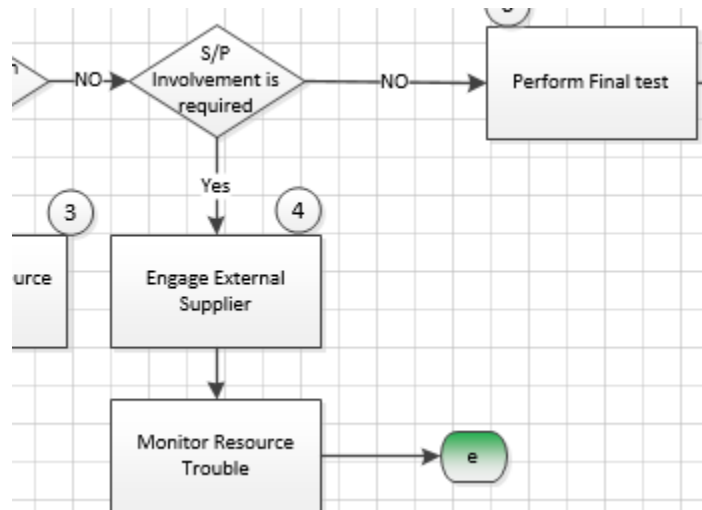 S/P
Involvement is
required
NO
NO
Perform Final test
Yes
3
4
urce
Engage External
Supplier
Monitor Resource
Trouble
e